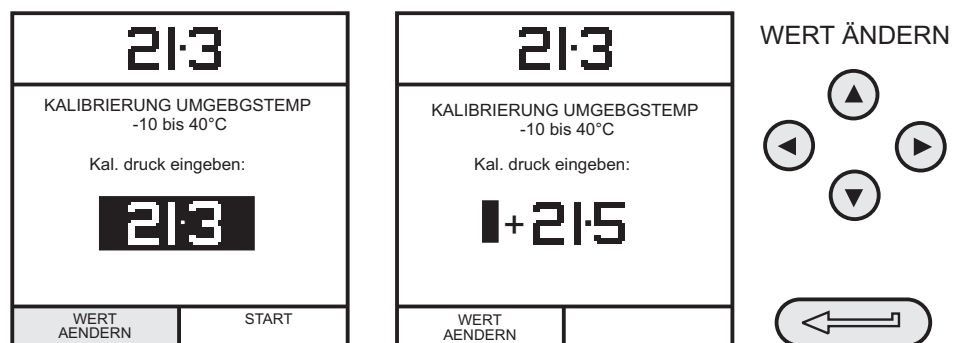 21·3
KALIBRIERUNG UMGEBGSTEMP
-10 bis 40°C
Kal. druck eingeben:
21·3
WERT
AENDERN
START
21·3
KALIBRIERUNG UMGEBGSTEMP
-10 bis 40°C
Kal. druck eingeben:
+21·5
WERT
AENDERN
WERT ÄNDERN